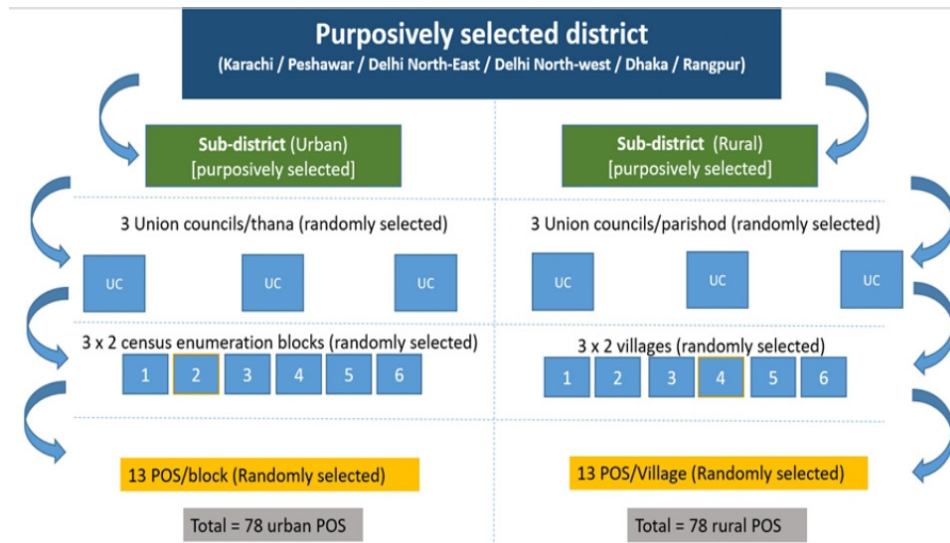 Purposively selected district
(Karachi / Peshawar / Delhi North-East / Delhi North-west / Dhaka / Rangpur)
Sub-district (Urban)
[purposively selected]
Sub-district (Rural)
[purposively selected]
3 Union councils/thana (randomly selected)
3 Union councils/parishod (randomly selected)
UC UC UC
UC UC UC
3 x 2 census enumeration blocks (randomly selected)
3 x 2 villages (randomly selected)
1 2 3 4 5 6
1 2 3 4 5 6
13 POS/block (Randomly selected)
13 POS/Village (Randomly selected)
Total = 78 urban POS
Total = 78 rural POS